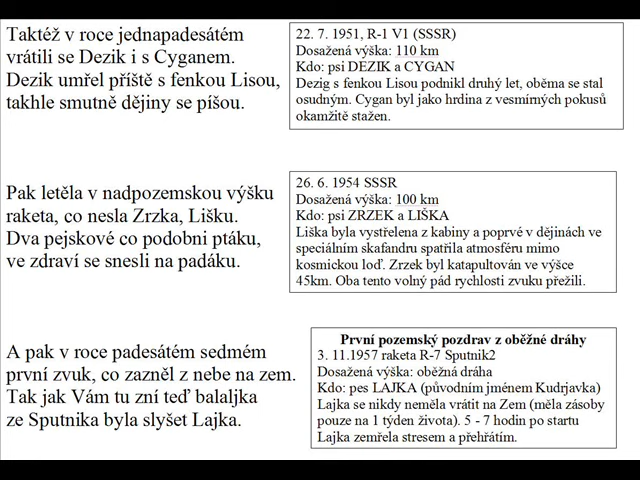 Taktéž v roce jednapadesátém
vrátili se Dezik i s Cyganem.
Dezik umřel příště s fenkou Lisou,
takhle smutně dějiny se píšou.
22. 7. 1951, R-1 V1 (SSSR)
Dosažená výška: 110 km
Kdo: psi DEZIK a CYGAN
Dezig s fenkou Lisou podnikl druhý let, oběma se stal
osudným. Cygan byl jako hrdina z vesmírných pokusů
okamžitě stažen.
Pak letěla v nadpozemskou výšku
raketa, co nesla Zrzka, Lišku.
Dva pejskové co podobni ptáku,
ve zdraví se snesli na padáku.
26. 6. 1954 SSSR
Dosažená výška: 100 km
Kdo: psi ZRZEK a LIŠKA
Liška byla vystřelena z kabiny a poprvé v dějinách ve
speciálním skafandru spatřila atmosféru mimo
kosmickou loď. Zrzek byl katapultován ve výšce
45km. Oba tento volný pád rychlosti zvuku přežili.
A pak v roce padesátém sedmém
první zvuk, co zazněl z nebe na zem.
Tak jak Vám tu zní teď balaljka
ze Sputnika byla slyšet Lajka.
První pozemský pozdrav z oběžné dráhy
3. 11.1957 raketa R-7 Sputnik2
Dosažená výška: oběžná dráha
Kdo: pes LAJKA (původním jménem Kudrjavka)
Lajka se nikdy neměla vrátit na Zem (měla zásoby
pouze na 1 týden života). 5 - 7 hodin po startu
Lajka zemřela stresem a přehřátím.